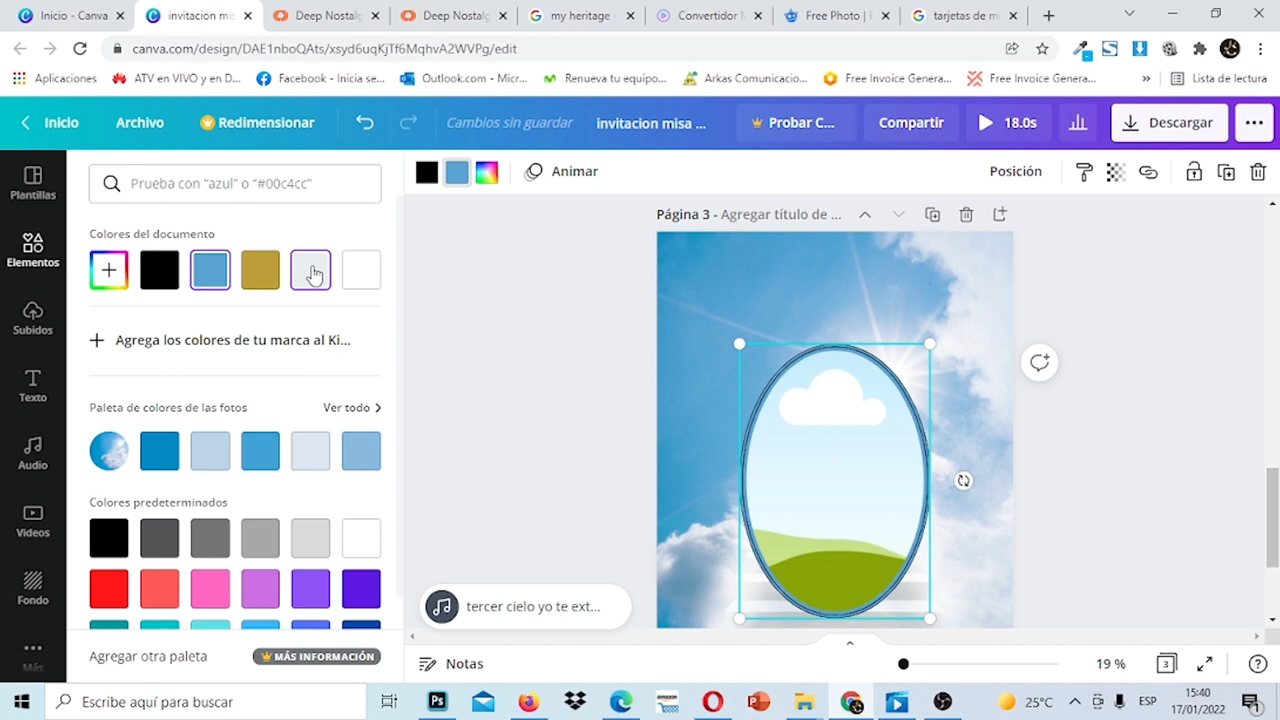 Inicio - Canva
invitacion mis
Deep Nostalg
Deep Nostalg
my heritage -
Convertidor M
Free Photo | E
tarjetas de m
canva.com/design/DAE1nboQAts/xsyd6uqKjTf6MqhvA2WVPg/edit
Aplicaciones
ATV en VIVO y en D...
Facebook - Inicia se...
Outlook.com - Micr...
Renueva tu equipo...
Arkas Comunicacio...
Free Invoice Genera...
Free Invoice Genera...
»
Lista de lectura
Inicio
Archivo
Redimensionar
Cambios sin guardar
invitacion misa ...
Probar C...
Compartir
18.0s
Descargar
Plantillas
Elementos
Subidos
Texto
Audio
Videos
Fondo
Más
Prueba con "azul" o "#00c4cc"
Colores del documento
Agrega los colores de tu marca al Ki...
Paleta de colores de las fotos
Ver todo
Colores predeterminados
Agregar otra paleta
MÁS INFORMACIÓN
Animar
Posición
Página 3 - Agregar título de ...
tercer cielo yo te ext...
Notas
19 %
3
Escribe aquí para buscar
Ps
25°C
ESP
15:40
17/01/2022
1